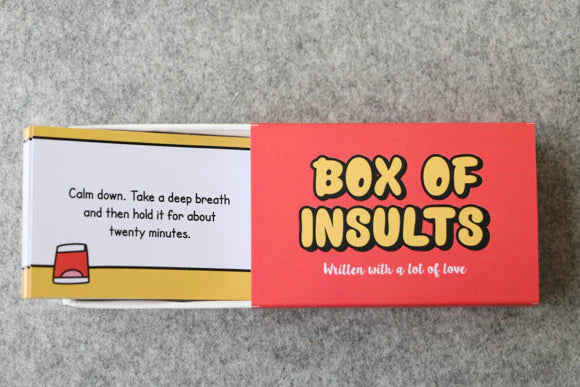 Calm down. Take a deep breath
and then hold it for about
twenty minutes.
BOX OF
INSULTS
Written with a lot of love